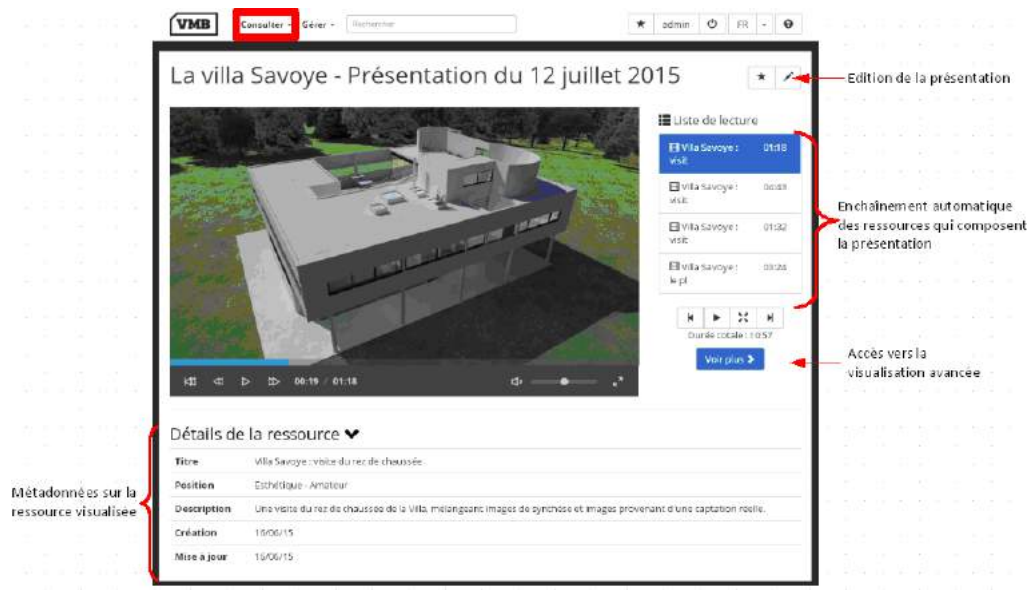 VMB
Consulter
Gérer
Rechercher
admin
FR
La villa Savoye - Présentation du 12 juillet 2015
Edition de la présentation
Liste de lecture
Villa Savoye : 01:18
visit
Villa Savoye :
visit
Villa Savoye : 01:32
visit
Villa Savoye : 03:24
le pl
Enchaînement automatique
des ressources qui composent
la présentation
Durée totale : 10:57
Voir plus
Accès vers la
visualisation avancée
00:19 / 01:18
Détails de la ressource
Titre Villa Savoye : visite du rez de chaussée
Position Esthétique - Amateur
Description Une visite du rez de chaussée de la Villa, mélangeant images de synthèse et images provenant d'une captation réelle.
Création 16/06/15
Mise à jour 16/06/15
Métadonnées sur la
ressource visualisée